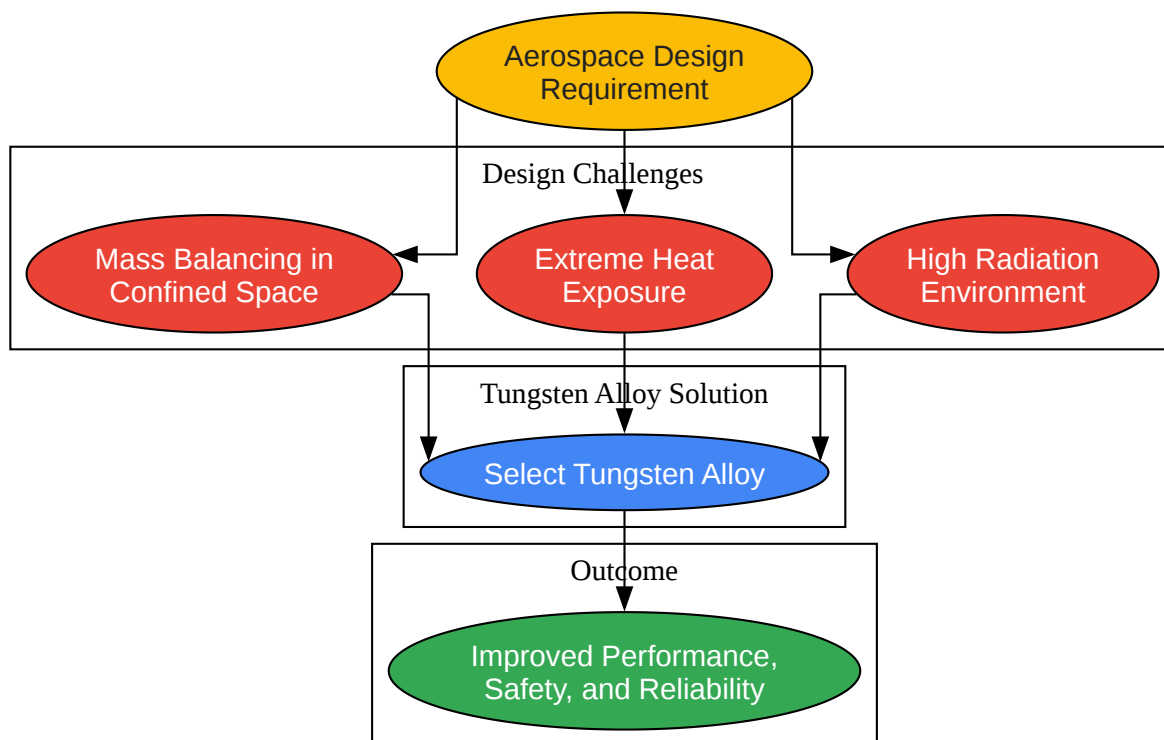 Aerospace Design
Requirement
Design Challenges
Mass Balancing in
Confined Space
Extreme Heat
Exposure
High Radiation
Environment
Tungsten Alloy Solution
Select Tungsten Alloy
Outcome
Improved Performance,
Safety, and Reliability